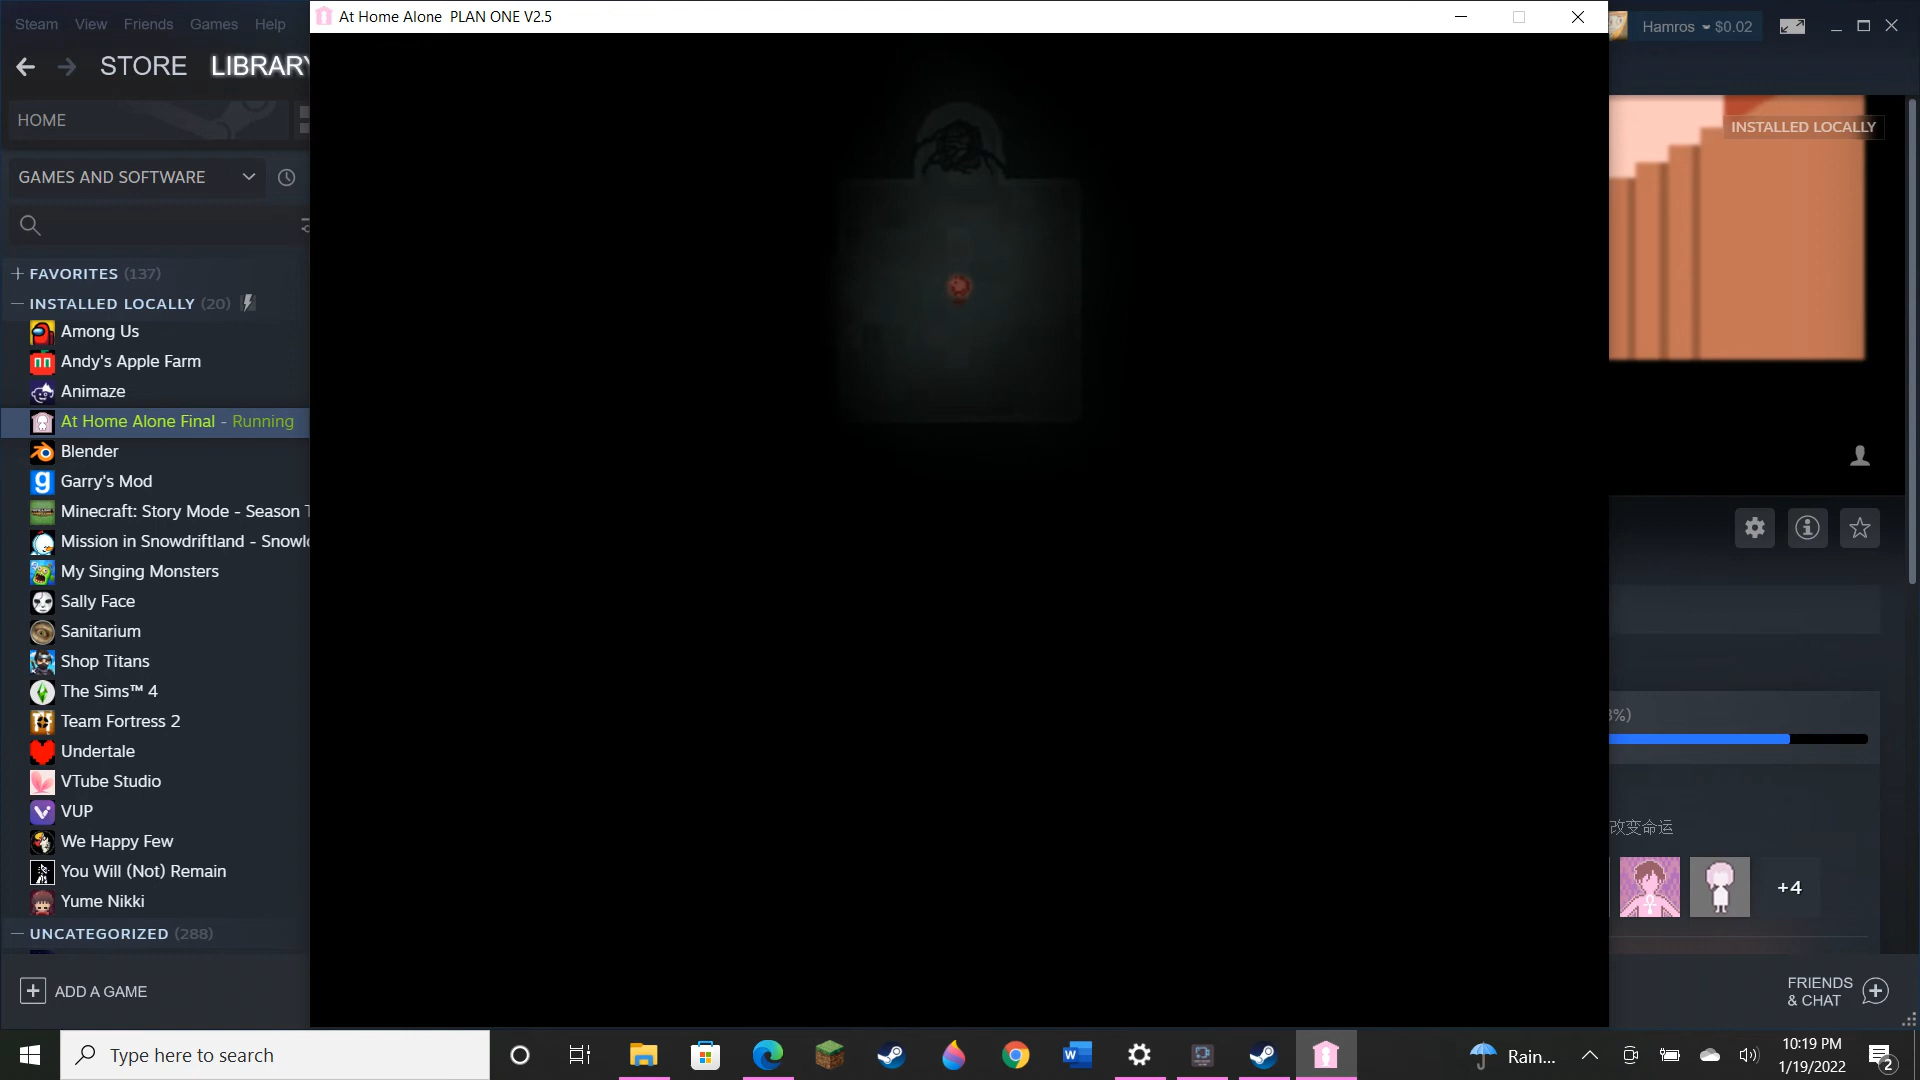 Steam View Friends Games Help
At Home Alone PLAN ONE V2.5
Hamros $0.02
STORE LIBRARY
HOME
INSTALLED LOCALLY
GAMES AND SOFTWARE
FAVORITES (137)
INSTALLED LOCALLY (20)
Among Us
Andy's Apple Farm
Animaze
At Home Alone Final - Running
Blender
Garry's Mod
Minecraft: Story Mode - Season
Mission in Snowdriftland - Snowl
My Singing Monsters
Sally Face
Sanitarium
Shop Titans
The Sims™ 4
Team Fortress 2
%)
Undertale
VTube Studio
VUP
改变命运
We Happy Few
You Will (Not) Remain
+4
Yume Nikki
UNCATEGORIZED (288)
ADD A GAME
FRIENDS
& CHAT
Type here to search
Rain...
10:19 PM
1/19/2022
2